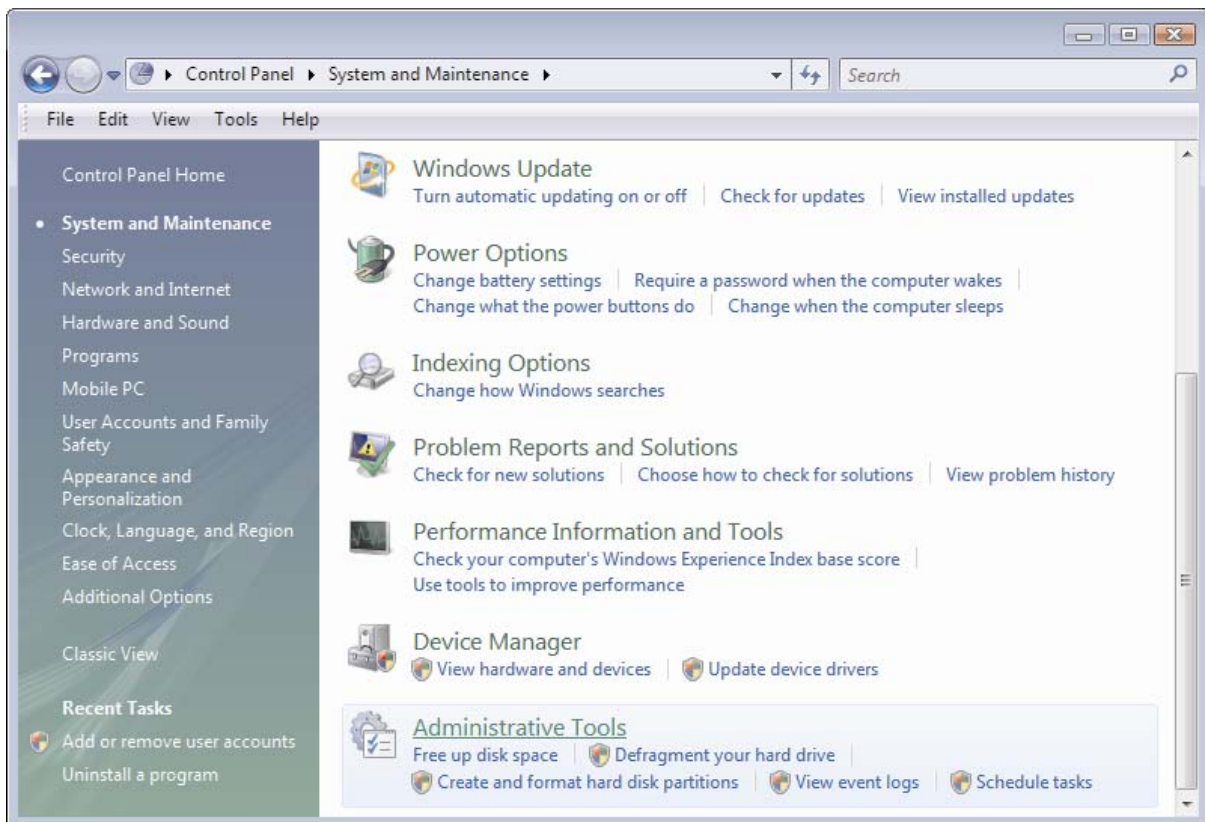 Control Panel System and Maintenance
Search
File Edit View Tools Help
Control Panel Home
System and Maintenance
Security
Network and Internet
Hardware and Sound
Programs
Mobile PC
User Accounts and Family
Safety
Appearance and
Personalization
Clock, Language, and Region
Ease of Access
Additional Options
Classic View
Recent Tasks
Add or remove user accounts
Uninstall a program
Windows Update
Turn automatic updating on or off Check for updates View installed updates
Power Options
Change battery settings Require a password when the computer wakes
Change what the power buttons do Change when the computer sleeps
Indexing Options
Change how Windows searches
Problem Reports and Solutions
Check for new solutions Choose how to check for solutions View problem history
Performance Information and Tools
Check your computer's Windows Experience Index base score
Use tools to improve performance
Device Manager
View hardware and devices Update device drivers
Administrative Tools
Free up disk space Defragment your hard drive
Create and format hard disk partitions View event logs Schedule tasks